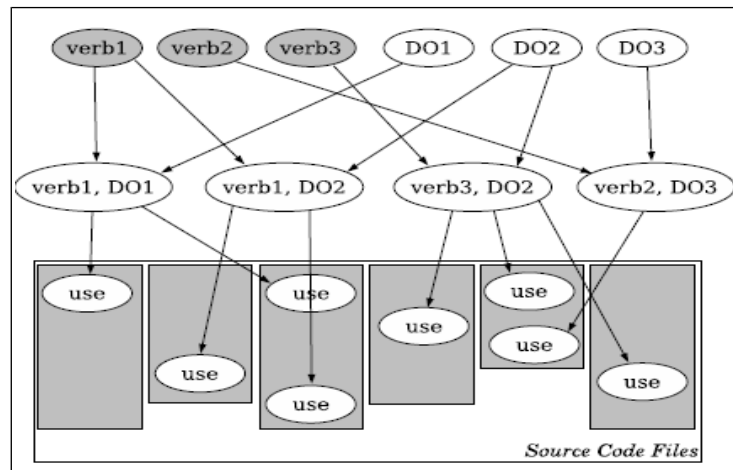 verb1 verb2 verb3 DO1 DO2 DO3
verb1, DO1 verb1, DO2 verb3, DO2 verb2, DO3
use use use
use
use
use
use use
Source Code Files